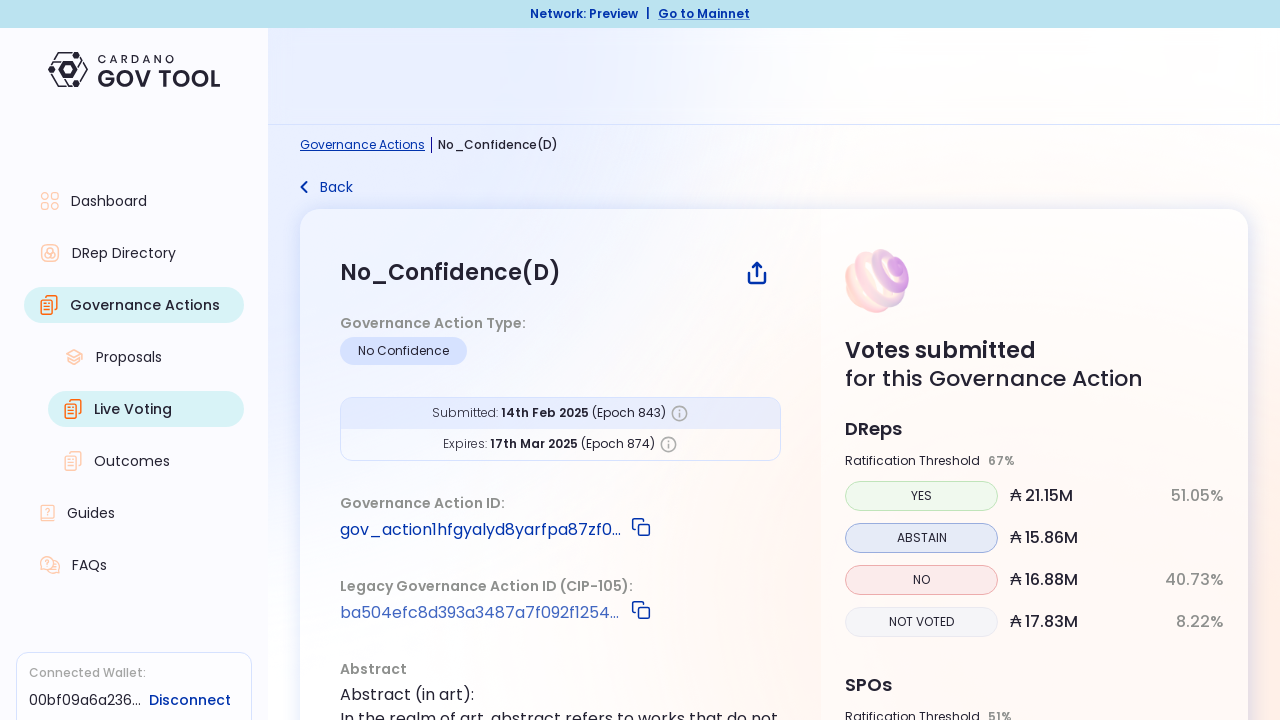 Network: Preview | Go to Mainnet
CARDANO
GOV TOOL
Dashboard
DRep Directory
Governance Actions
Proposals
Live Voting
Outcomes
Guides
FAQs
Connected Wallet:
00bf09a6a236... Disconnect
Governance Actions | No_Confidence(D)
Back
No_Confidence(D)
Governance Action Type:
No Confidence
Submitted: 14th Feb 2025 (Epoch 843)
Expires: 17th Mar 2025 (Epoch 874)
Governance Action ID:
gov_action1hfgyalyd8yarfpa87zf0...
Legacy Governance Action ID (CIP-105):
ba504efc8d393a3487a7f092f1254...
Abstract
Abstract (in art):
In the realm of art, abstract refers to works that do not
Votes submitted
for this Governance Action
DReps
Ratification Threshold 67%
YES ₳ 21.15M 51.05%
ABSTAIN ₳ 15.86M
NO ₳ 16.88M 40.73%
NOT VOTED ₳ 17.83M 8.22%
SPOs
Ratification Threshold 51%